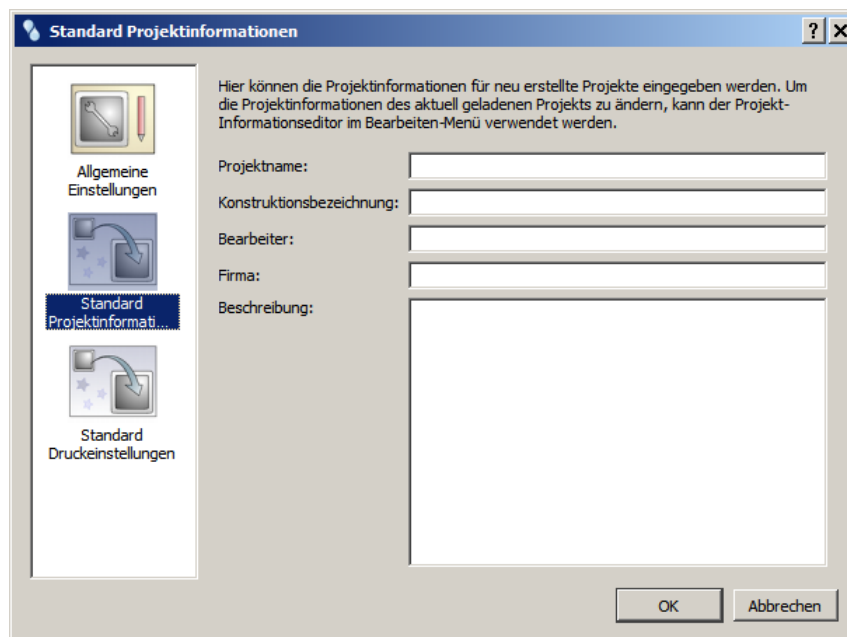 Standard Projektinformationen
Allgemeine
Einstellungen
Standard
Projektinformati...
Standard
Druckeinstellungen
Hier können die Projektinformationen für neu erstellte Projekte eingegeben werden. Um
die Projektinformationen des aktuell geladenen Projekts zu ändern, kann der Projekt-
Informationseditor im Bearbeiten-Menü verwendet werden.
Projektname:
Konstruktionsbezeichnung:
Bearbeiter:
Firma:
Beschreibung:
OK
Abbrechen